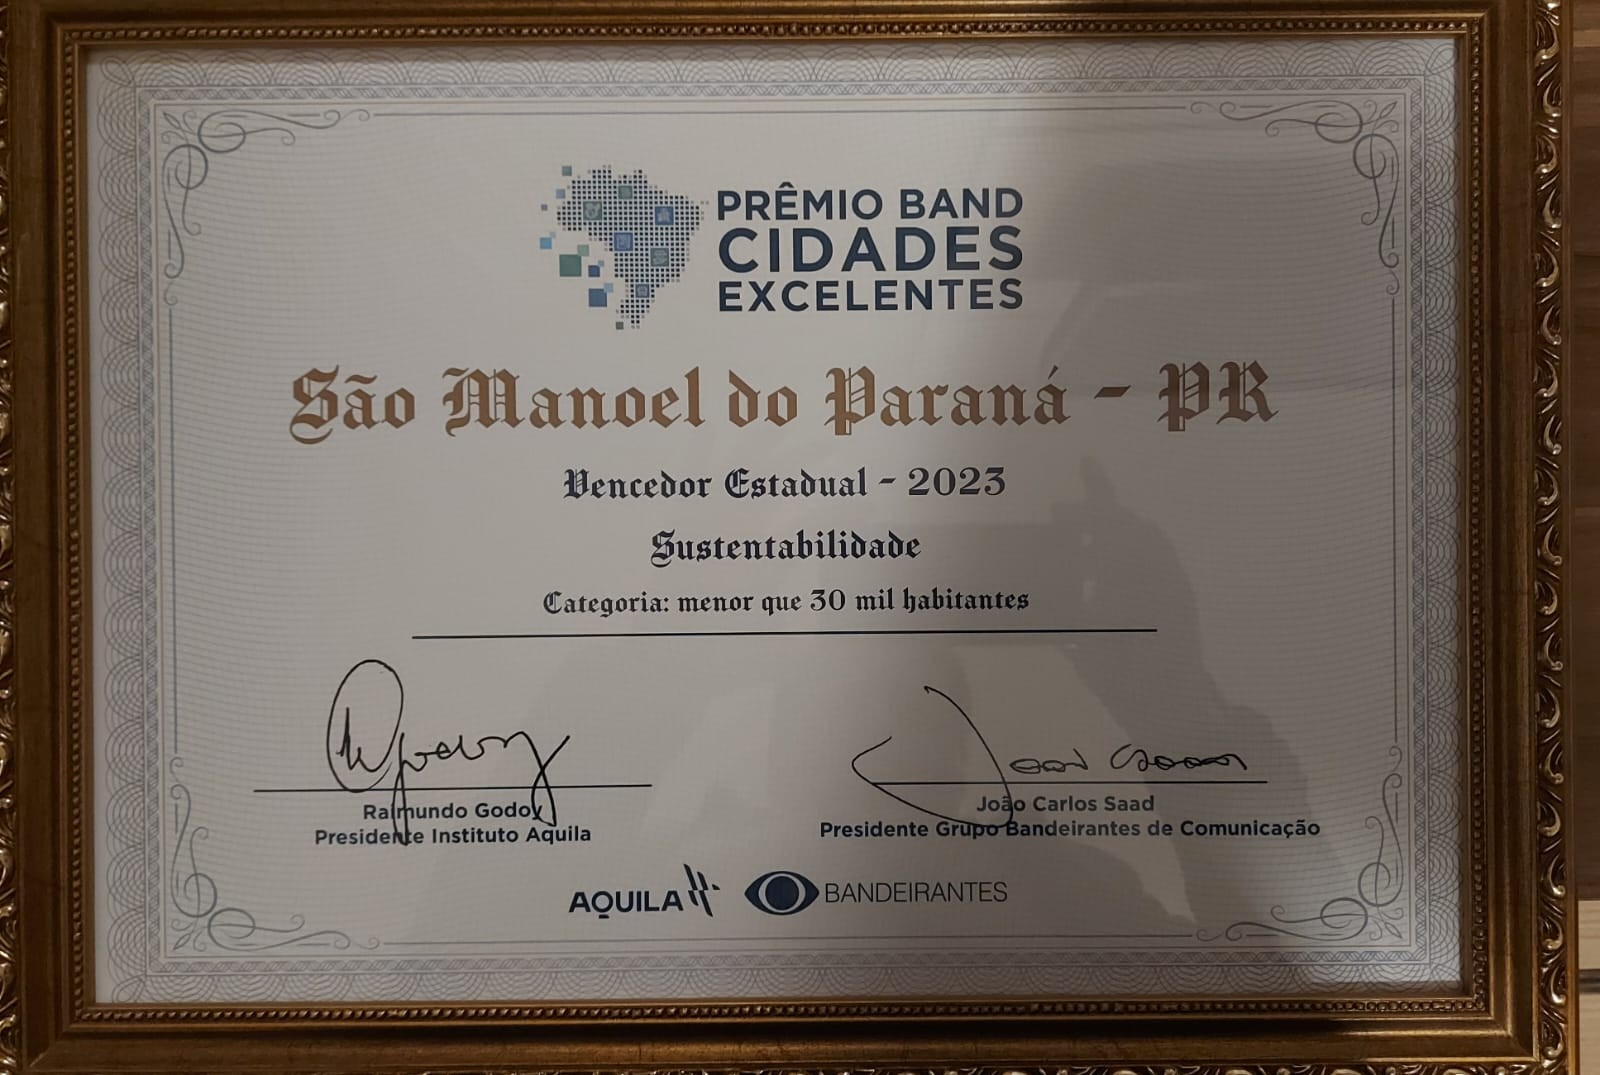 PRÊMIO BAND
CIDADES
EXCELENTES
São Manoel do Paraná - PR
Vencedor Estadual - 2023
Sustentabilidade
Categoria: menor que 30 mil habitantes
Raimundo Godoy
Presidente Instituto Aquila
João Carlos Saad
Presidente Grupo Bandeirantes de Comunicação
AQUILA
BANDEIRANTES